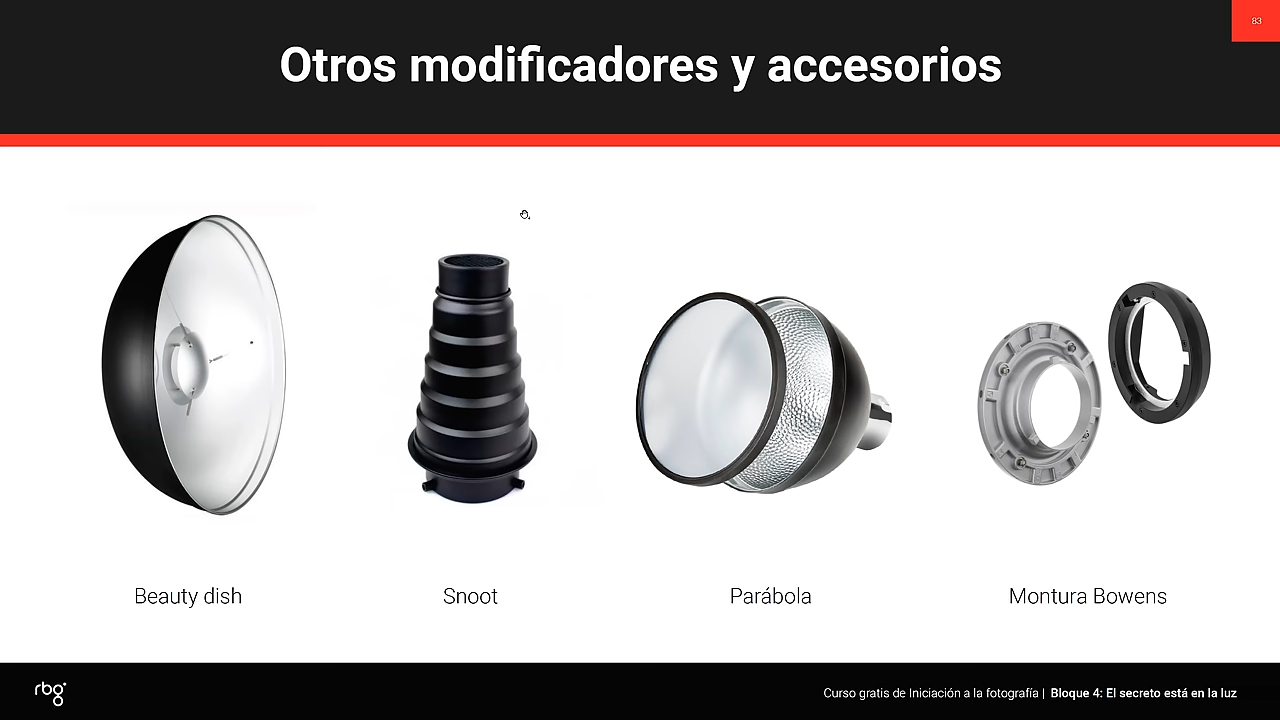 83
Otros modificadores y accesorios
Beauty dish
Snoot
Parábola
Montura Bowens
rbg
Curso gratis de Iniciación a la fotografía | Bloque 4: El secreto está en la luz